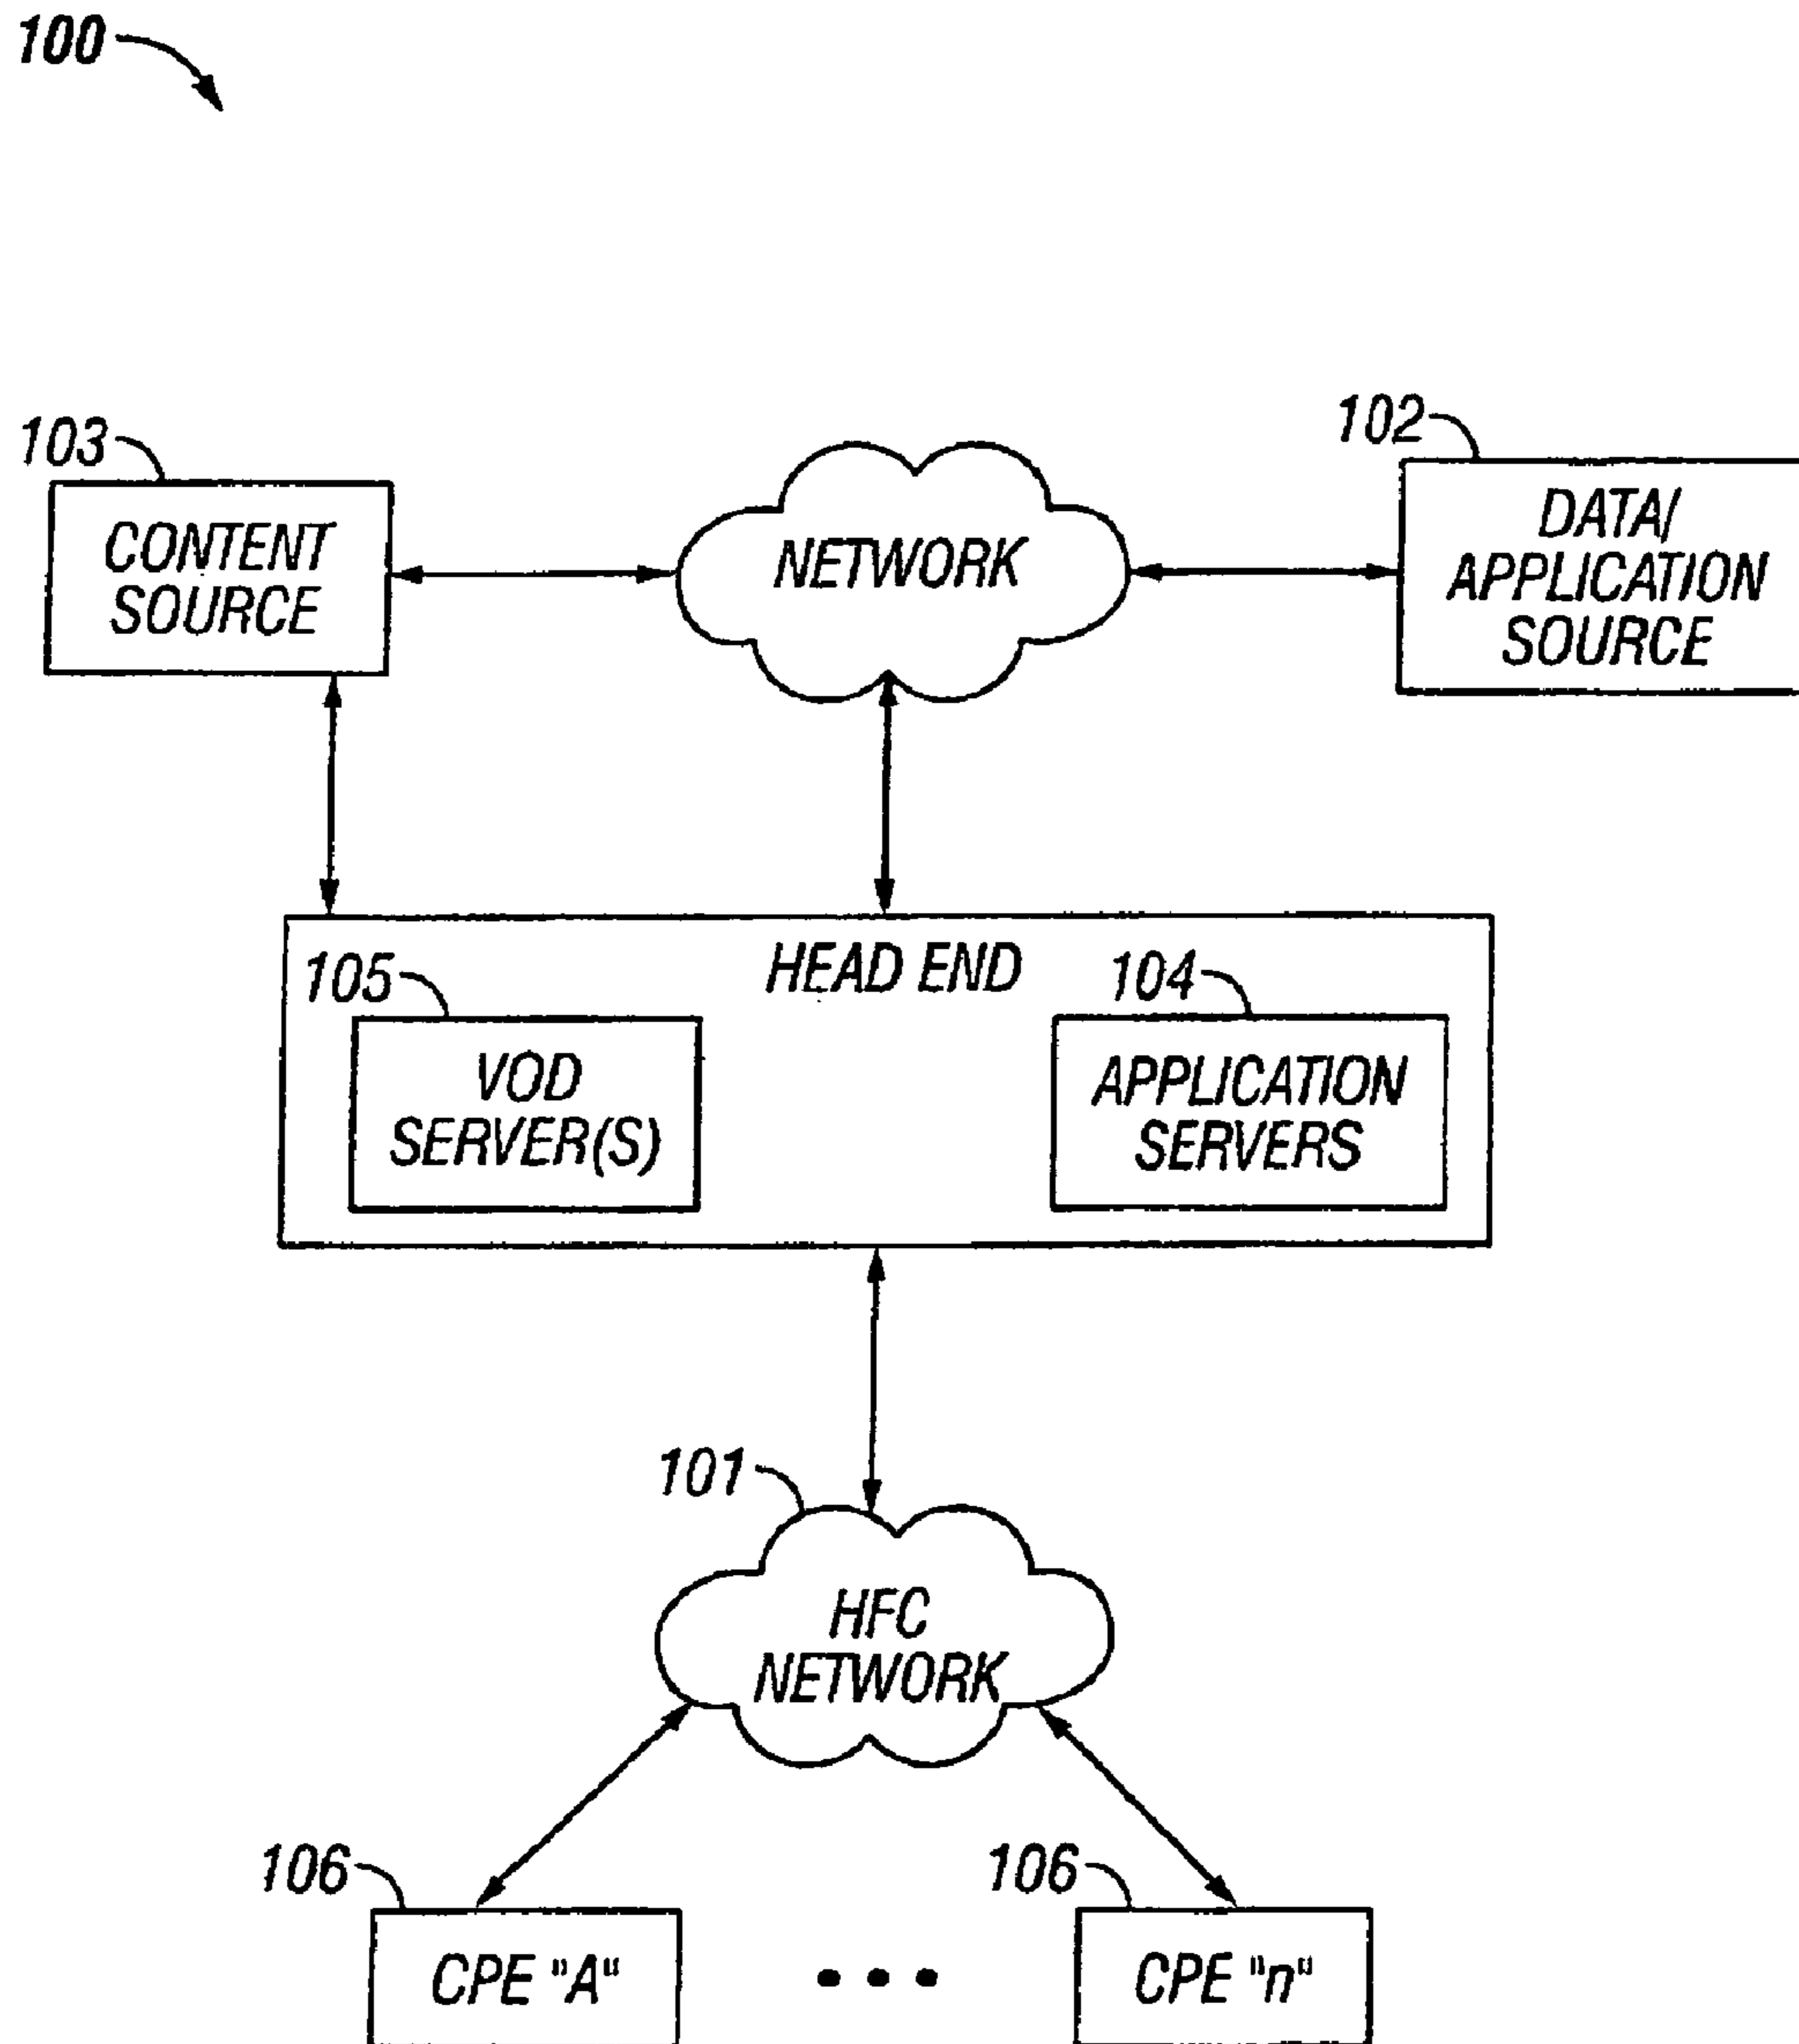 100
103
102
CONTENT
SOURCE
NETWORK
DATA/
APPLICATION
SOURCE
105
HEAD END
104
VOD
SERVER(S)
APPLICATION
SERVERS
101
HFC
NETWORK
106
106
CPE "A"
CPE "n"